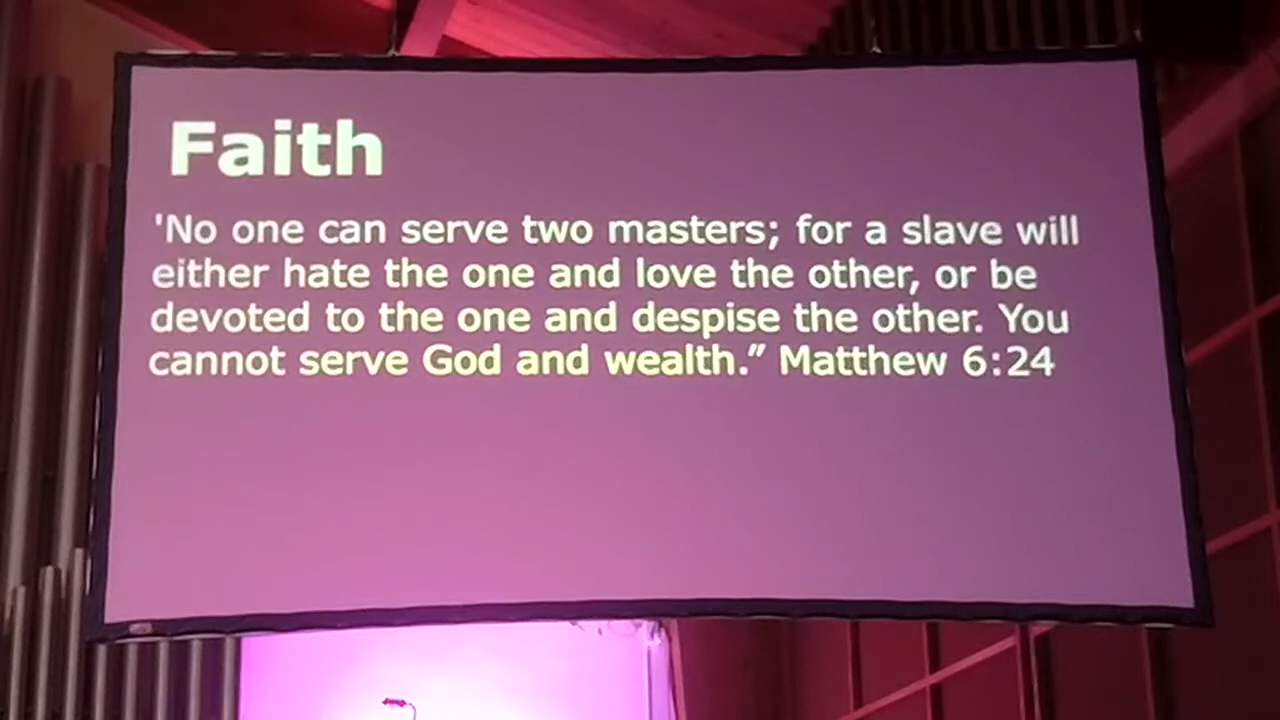 Faith
'No one can serve two masters; for a slave will
either hate the one and love the other, or be
devoted to the one and despise the other. You
cannot serve God and wealth.” Matthew 6:24